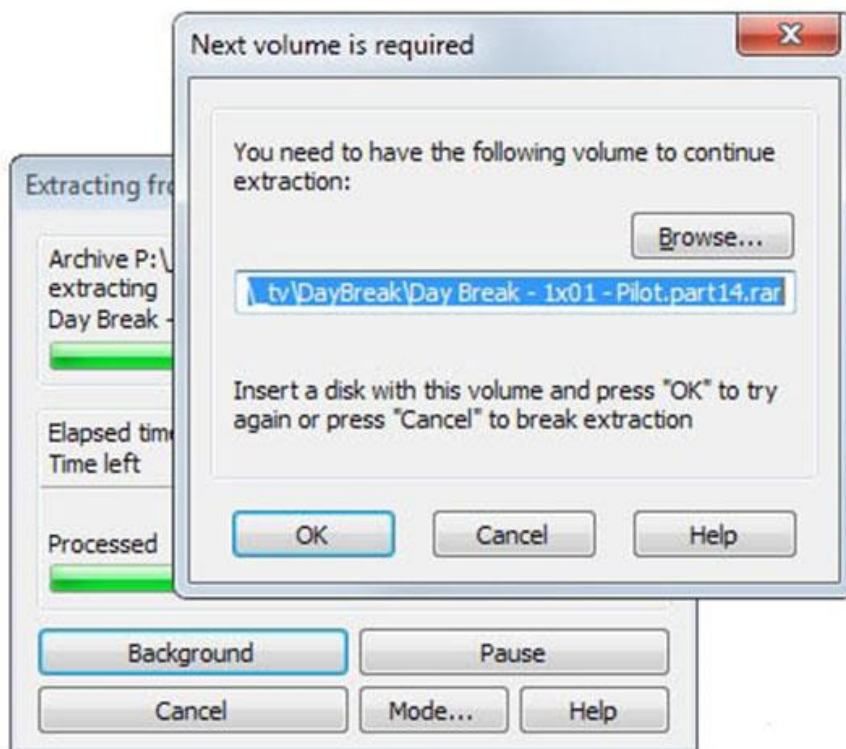 Next volume is required
You need to have the following volume to continue
extraction:
Browse...
\_tv\DayBreak\Day Break - 1x01 - Pilot.part14.rar
Insert a disk with this volume and press "OK" to try
again or press "Cancel" to break extraction
OK Cancel Help
Extracting
Archive P:\
extracting
Day Break -
Elapsed time
Time left
Processed
Background Pause
Cancel Mode... Help